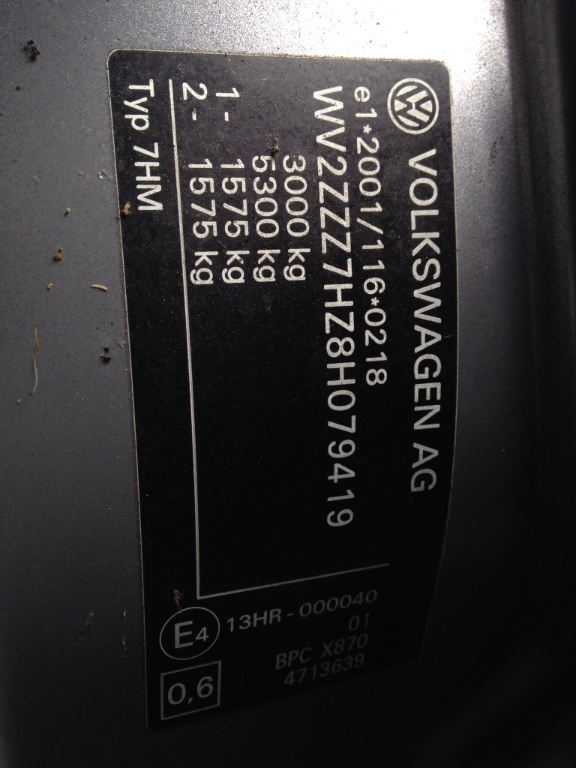 VOLKSWAGEN AG
e1*2001/116*0218
WV2ZZZ7HZ8H079419
3000 kg
5300 kg
1- 1575 kg
2- 1575 kg
Typ 7HM
E4 13HR-000040
01
BPC X870
4713639
0,6